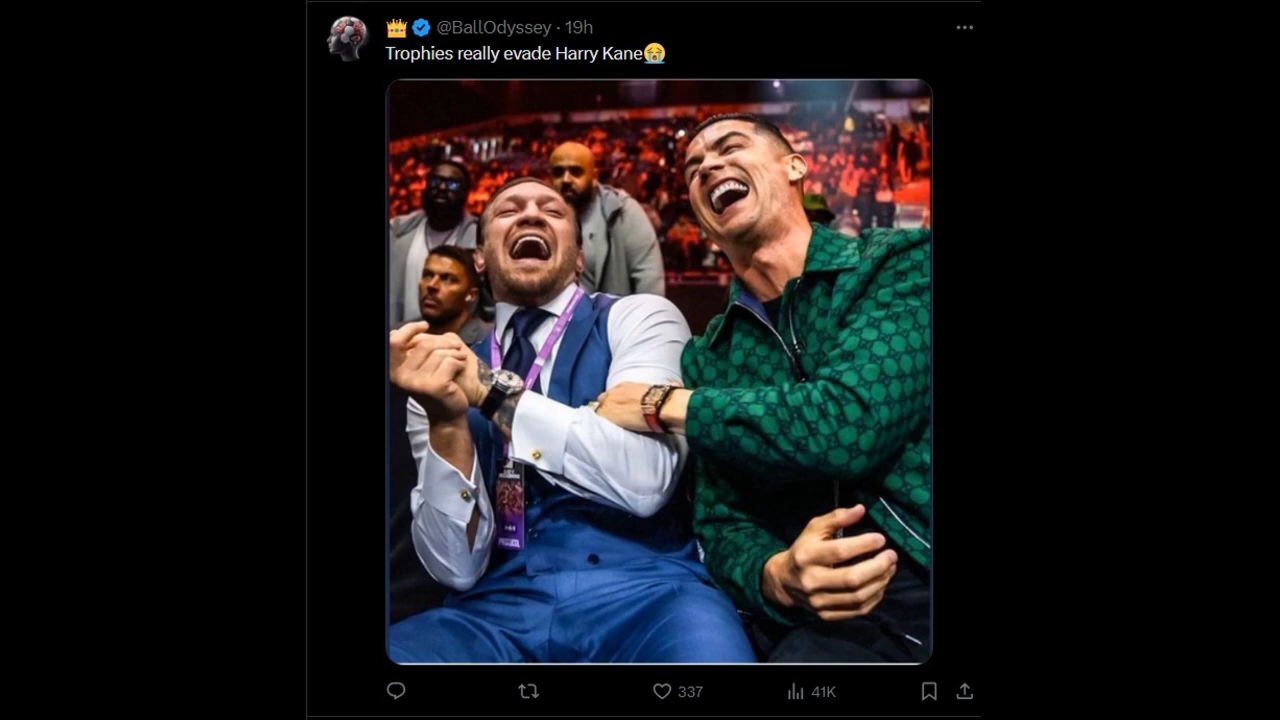 👑 @BallOdyssey · 19h
Trophies really evade Harry Kane😭
337
41K